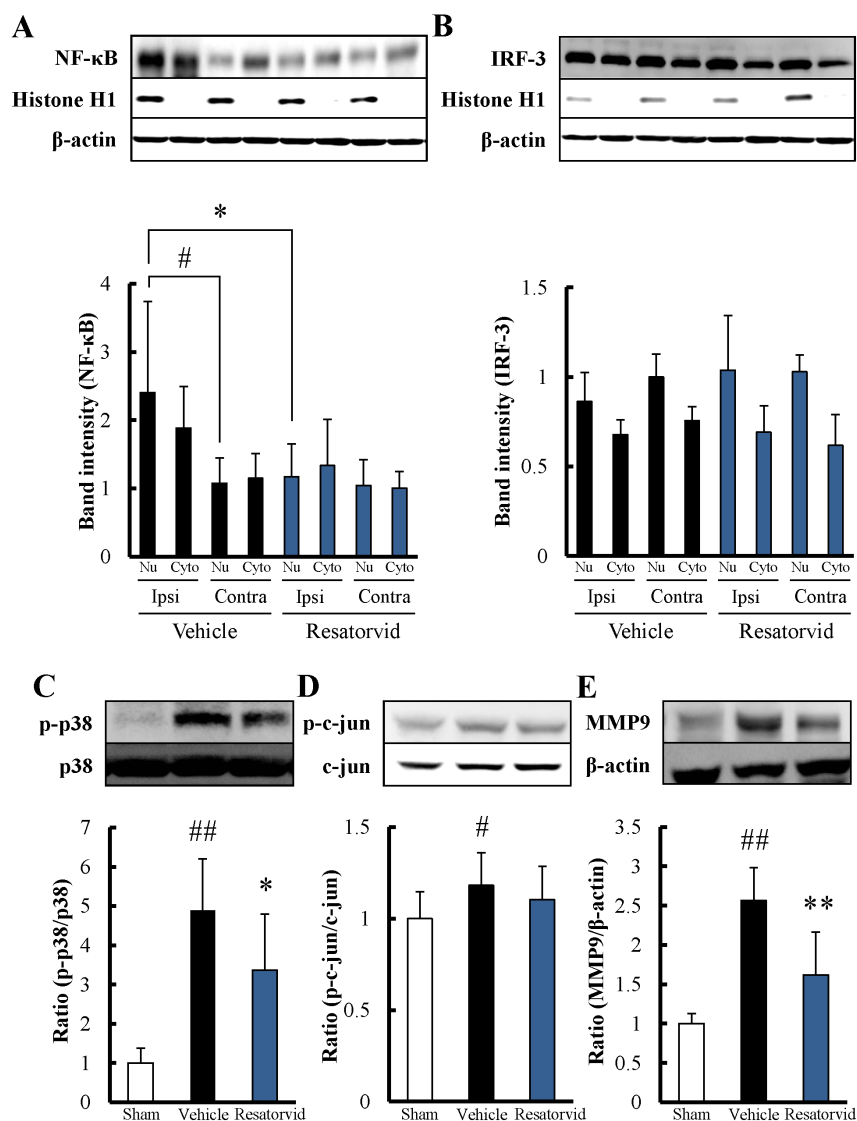 A
NF-κB
Histone H1
β-actin
B
IRF-3
Histone H1
β-actin
*
#
Band intensity (NF-κB)
4
3
2
1
0
Nu Cyto Nu Cyto Nu Cyto Nu Cyto
Ipsi Contra Ipsi Contra
Vehicle Resatorvid
Band intensity (IRF-3)
1.5
1
0.5
0
Nu Cyto Nu Cyto Nu Cyto Nu Cyto
Ipsi Contra Ipsi Contra
Vehicle Resatorvid
C
p-p38
p38
Ratio (p-p38/p38)
7
6
5
4
3
2
1
0
##
*
Sham Vehicle Resatorvid
D
p-c-jun
c-jun
Ratio (p-c-jun/c-jun)
1.5
1
0.5
0
#
Sham Vehicle Resatorvid
E
MMP9
β-actin
Ratio (MMP9/β-actin)
3.5
3
2.5
2
1.5
1
0.5
0
##
**
Sham Vehicle Resatorvid